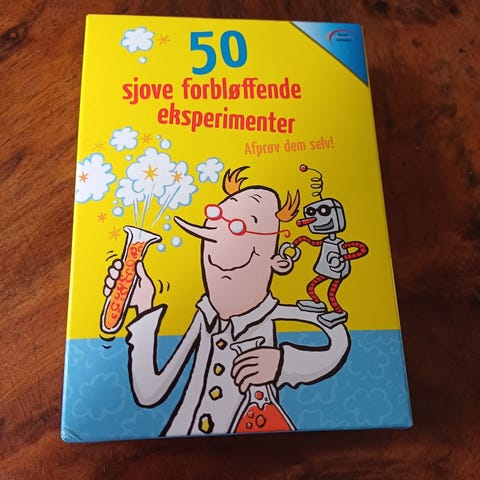 50
sjove forbløffende
eksperimenter
Afprøv dem selv!